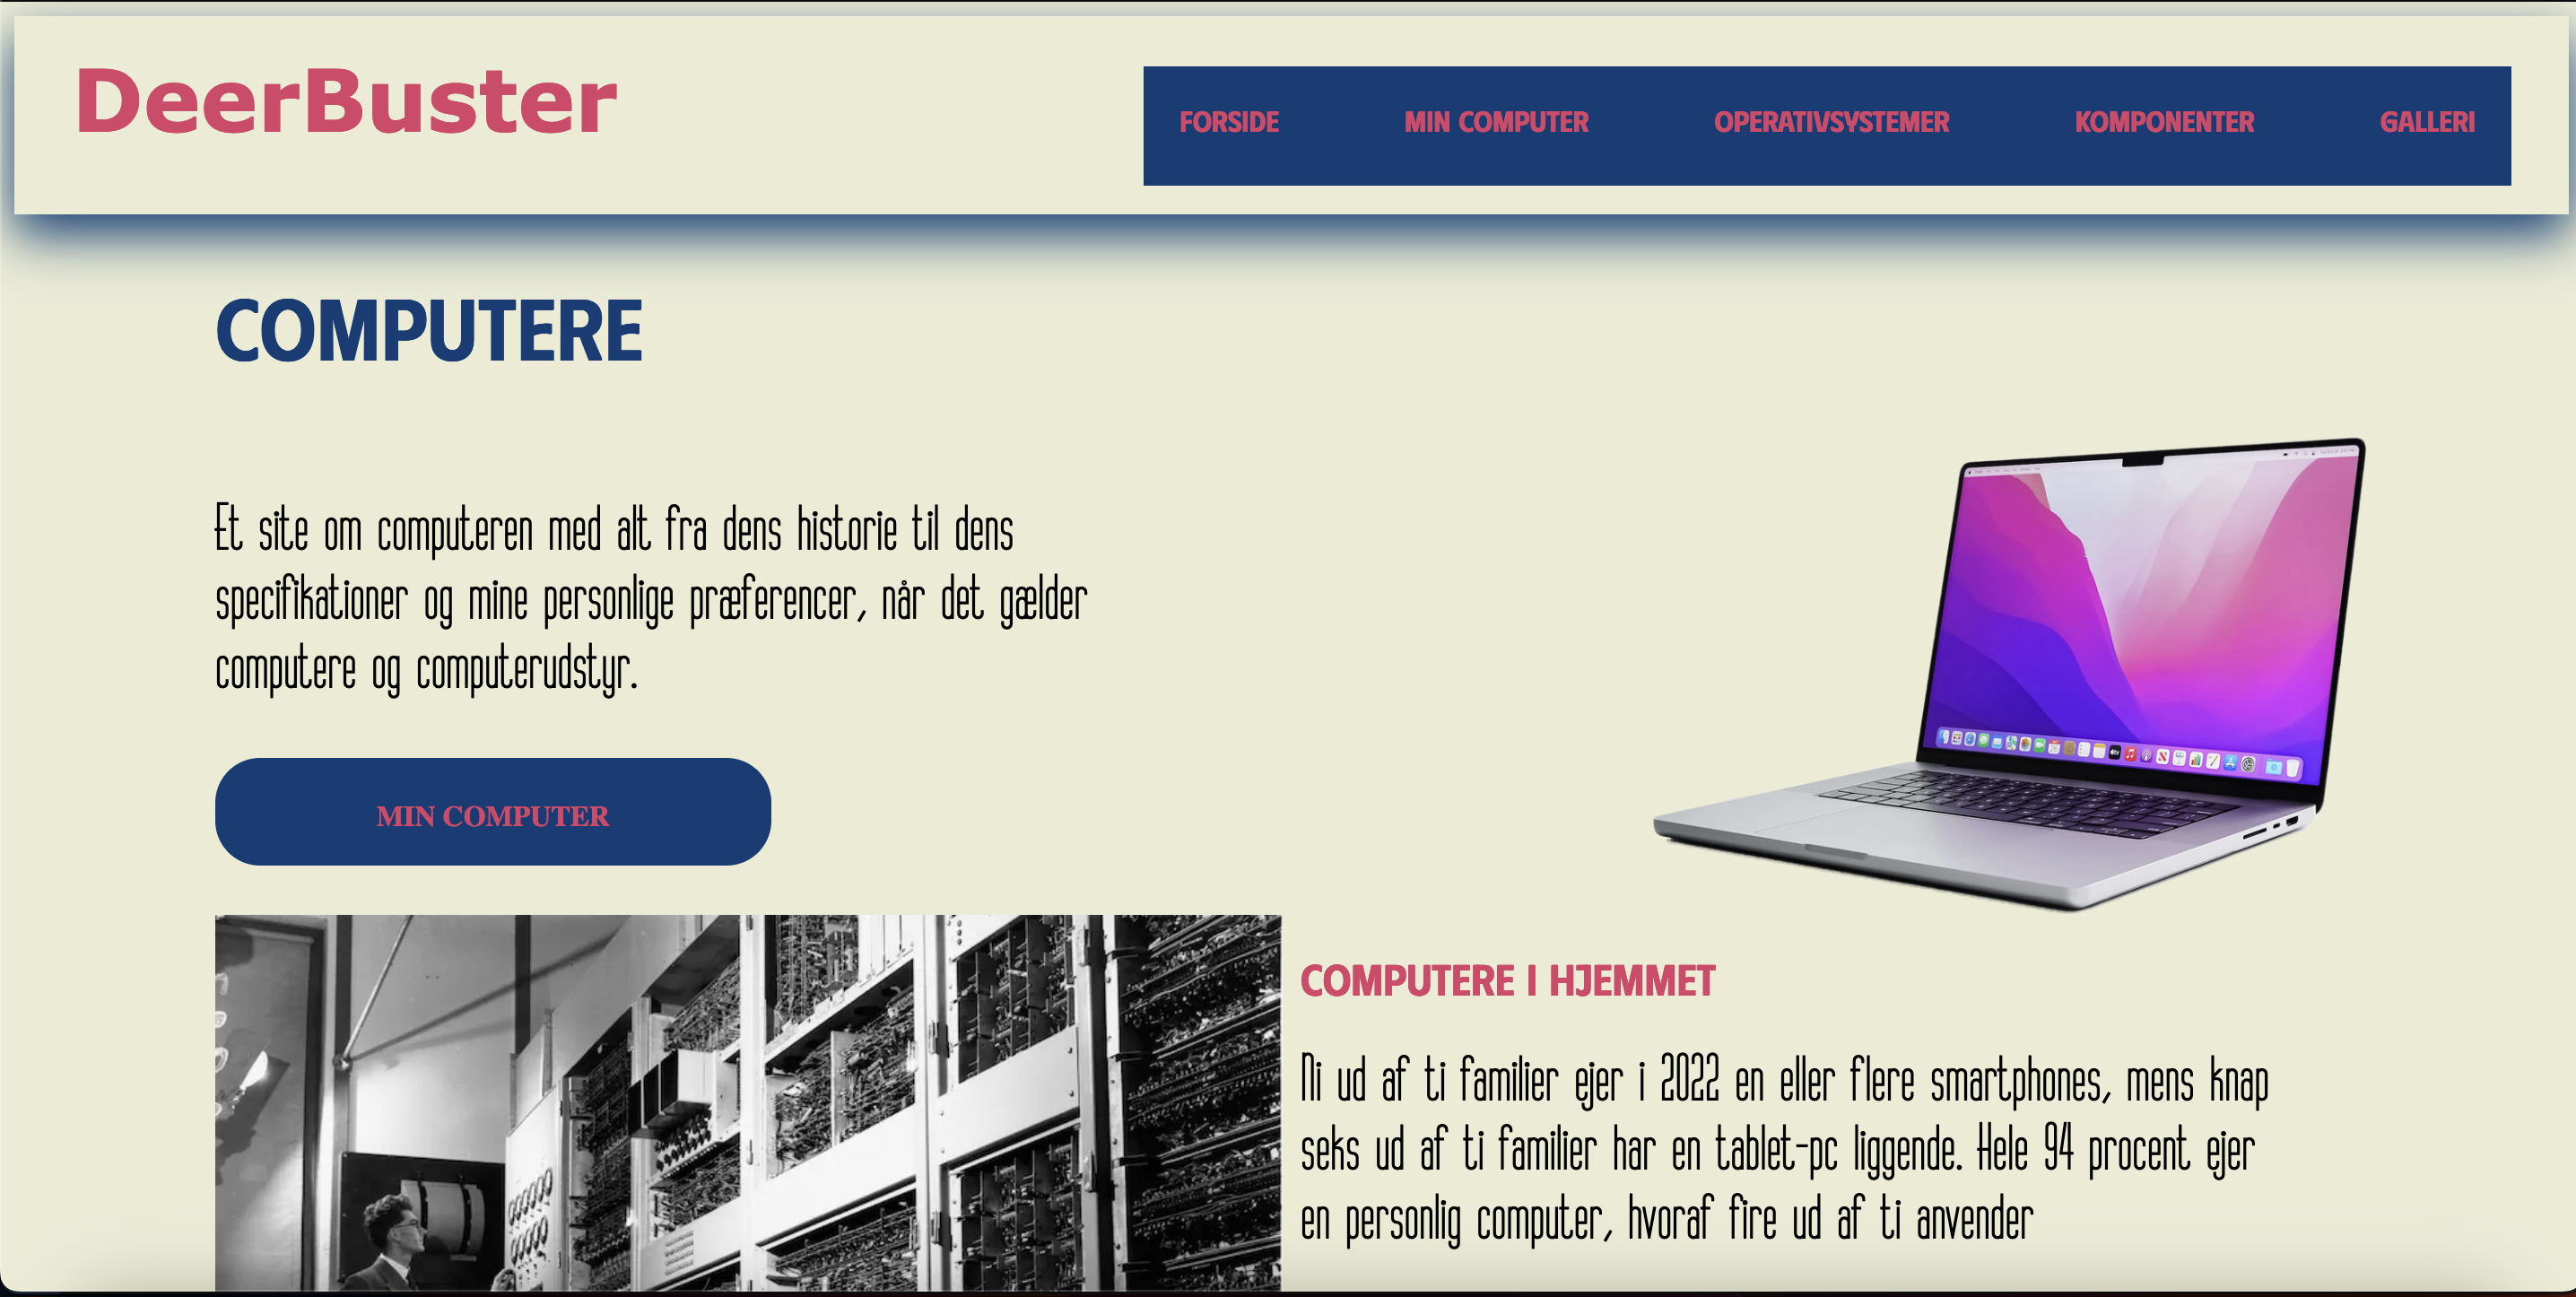 DeerBuster
FORSIDE MIN COMPUTER OPERATIVSYSTEMER KOMPONENTER GALLERI
COMPUTERE
Et site om computeren med alt fra dens historie til dens
specifikationer og mine personlige præferencer, når det gælder
computere og computerudstyr.
MIN COMPUTER
COMPUTERE I HJEMMET
Ni ud af ti familier ejer i 2022 en eller flere smartphones, mens knap
seks ud af ti familier har en tablet-pc liggende. Hele 94 procent ejer
en personlig computer, hvoraf fire ud af ti anvender